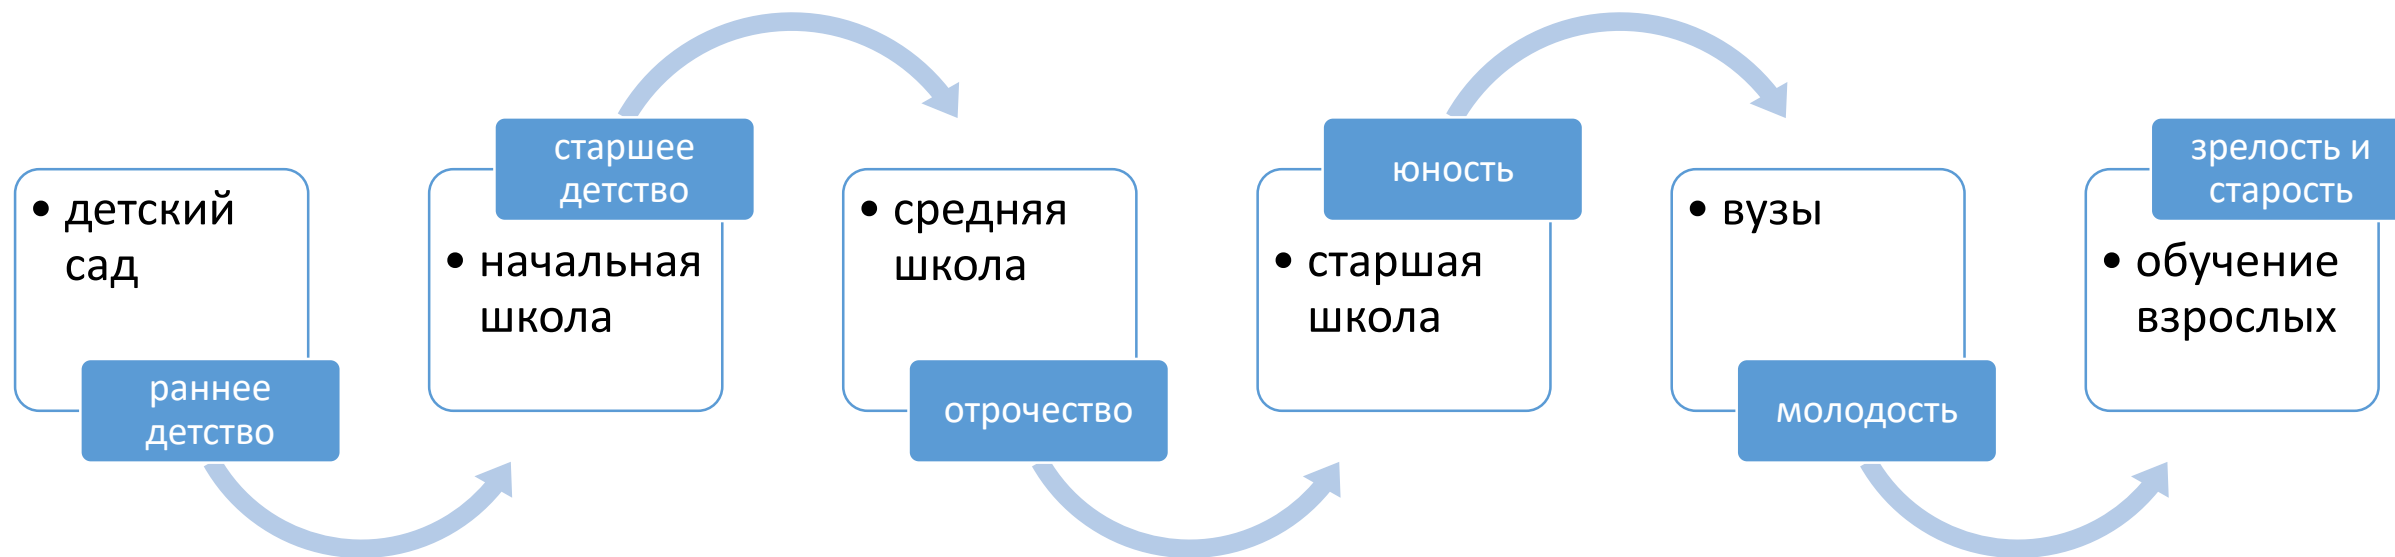 • детский
сад
раннее
детство
старшее
детство
• начальная
школа
• средняя
школа
отрочество
юность
• старшая
школа
• вузы
молодость
зрелость и
старость
• обучение
взрослых